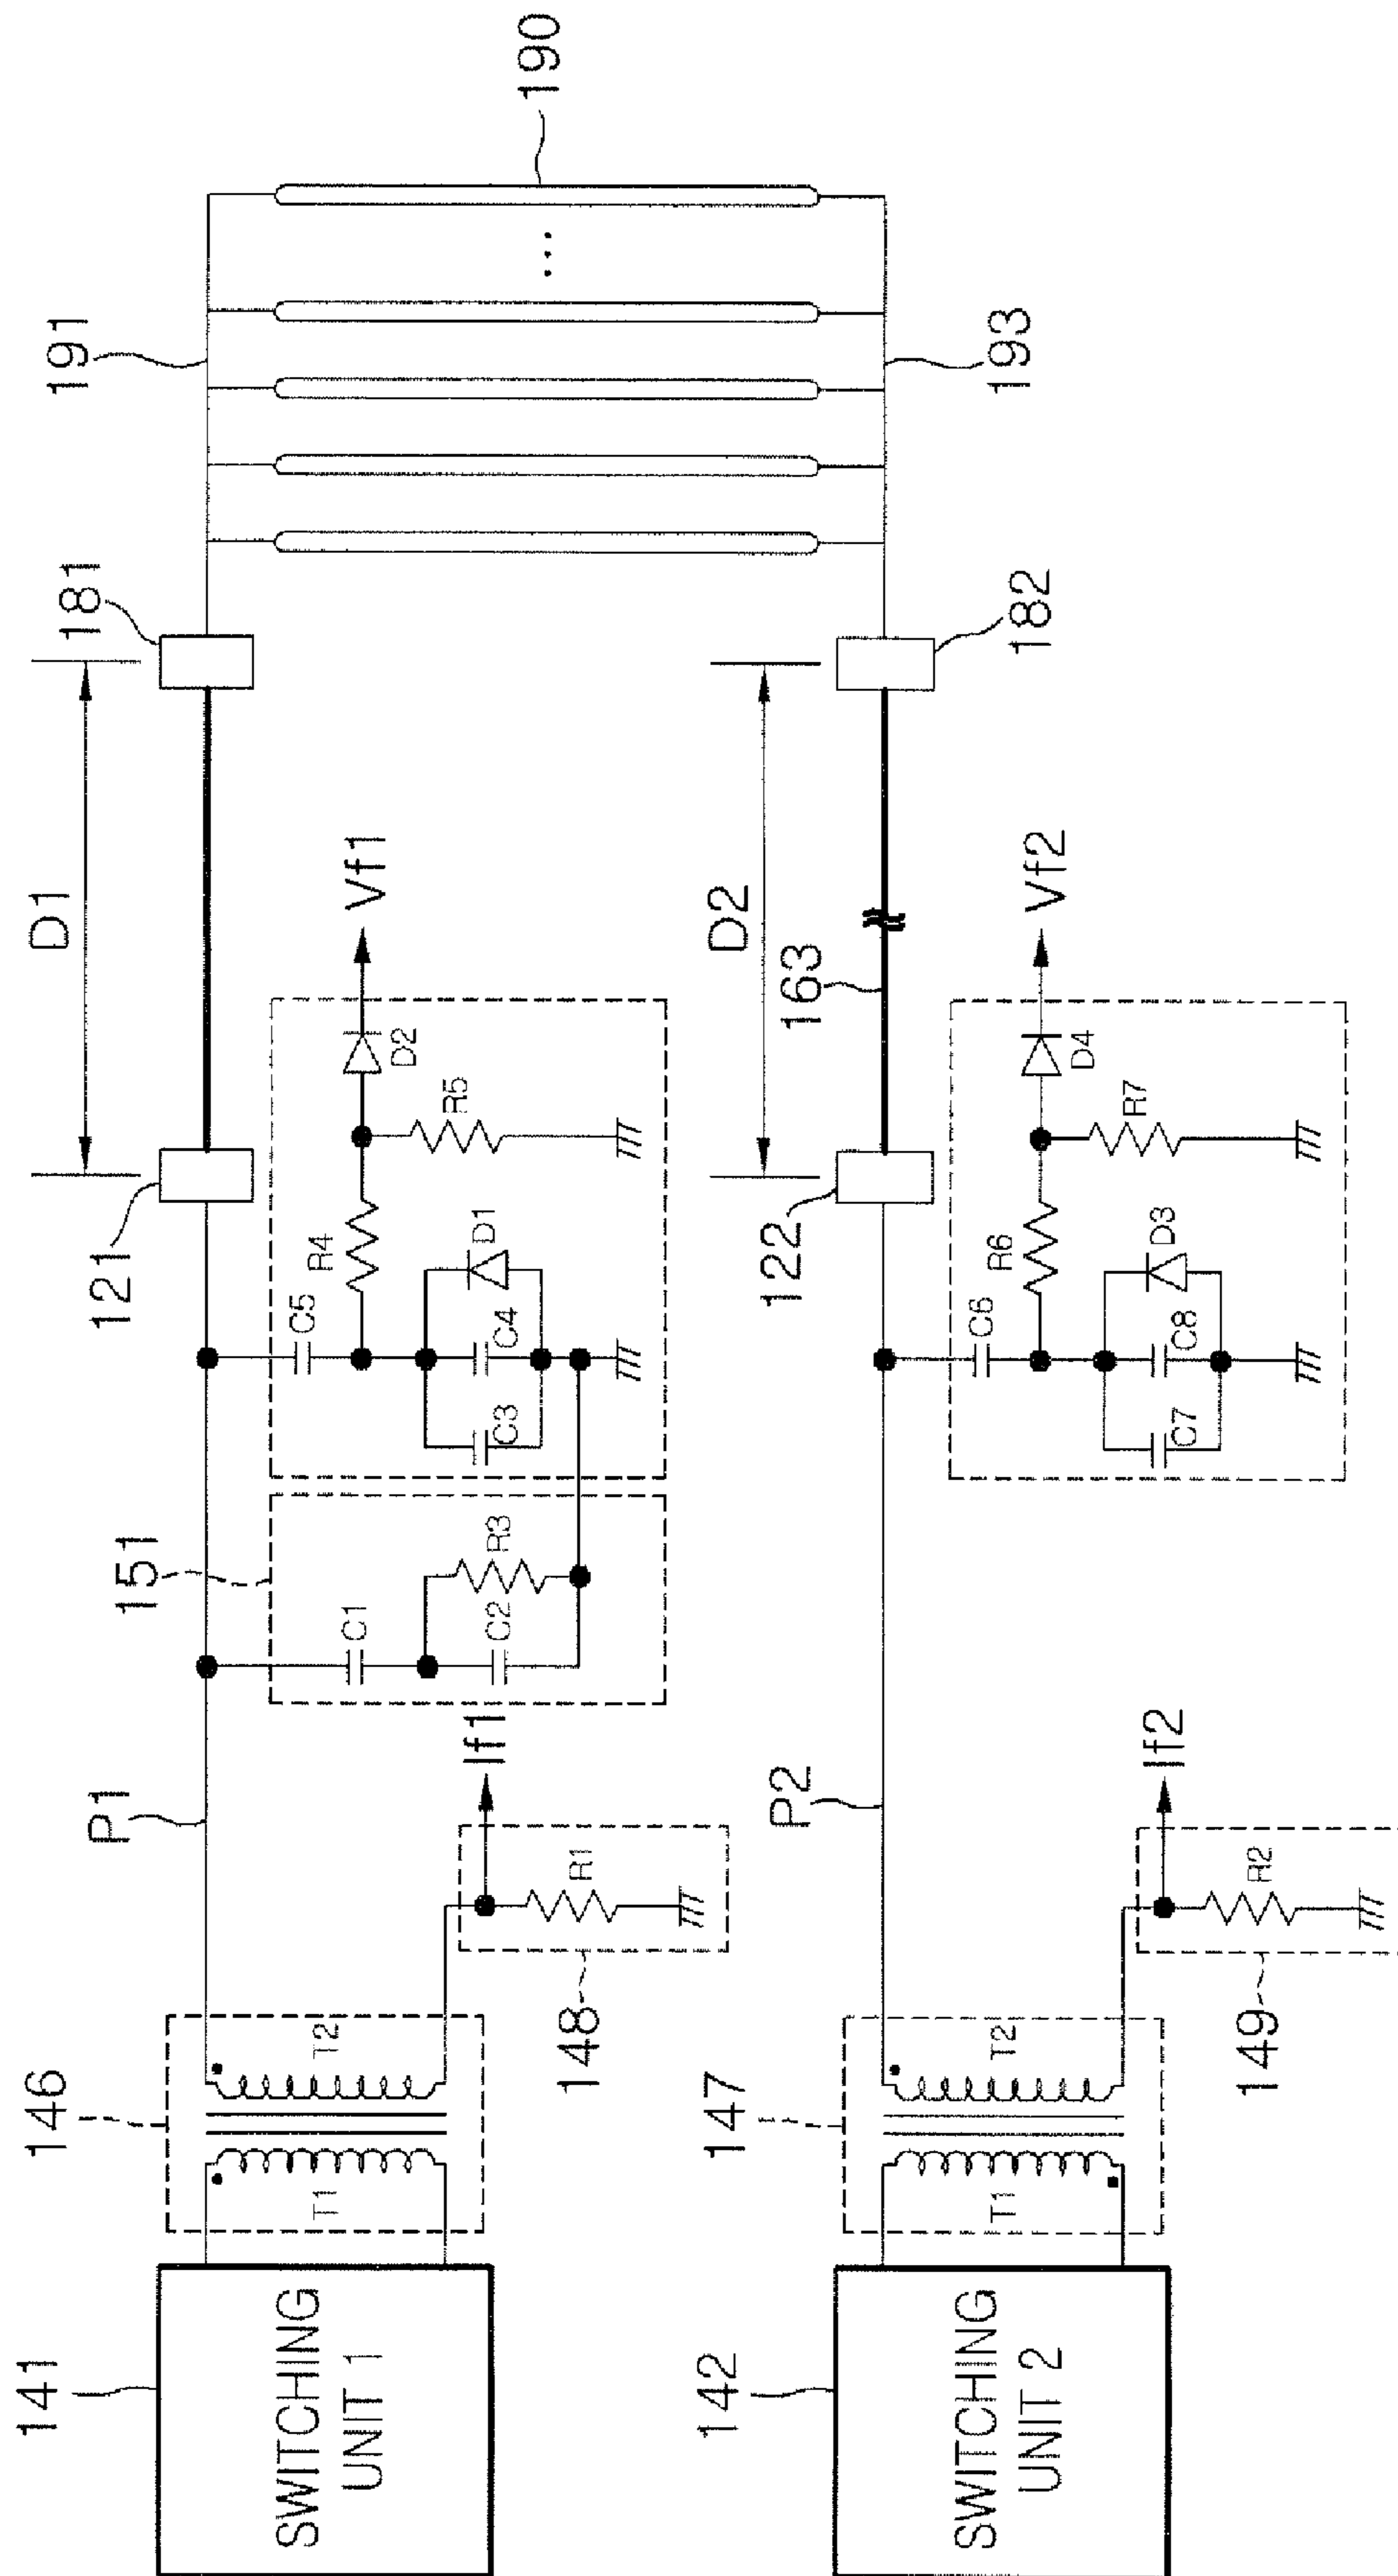 141
SWITCHING
UNIT 1
146
T1
T2
148
R1
If1
P1
151
C1
C2
R3
C3
C4
D1
C5
R4
R5
D2
Vf1
121
D1
181
191
190
142
SWITCHING
UNIT 2
147
T1
T2
149
R2
If2
P2
C6
C7
C8
D3
R6
R7
D4
Vf2
122
163
D2
182
193